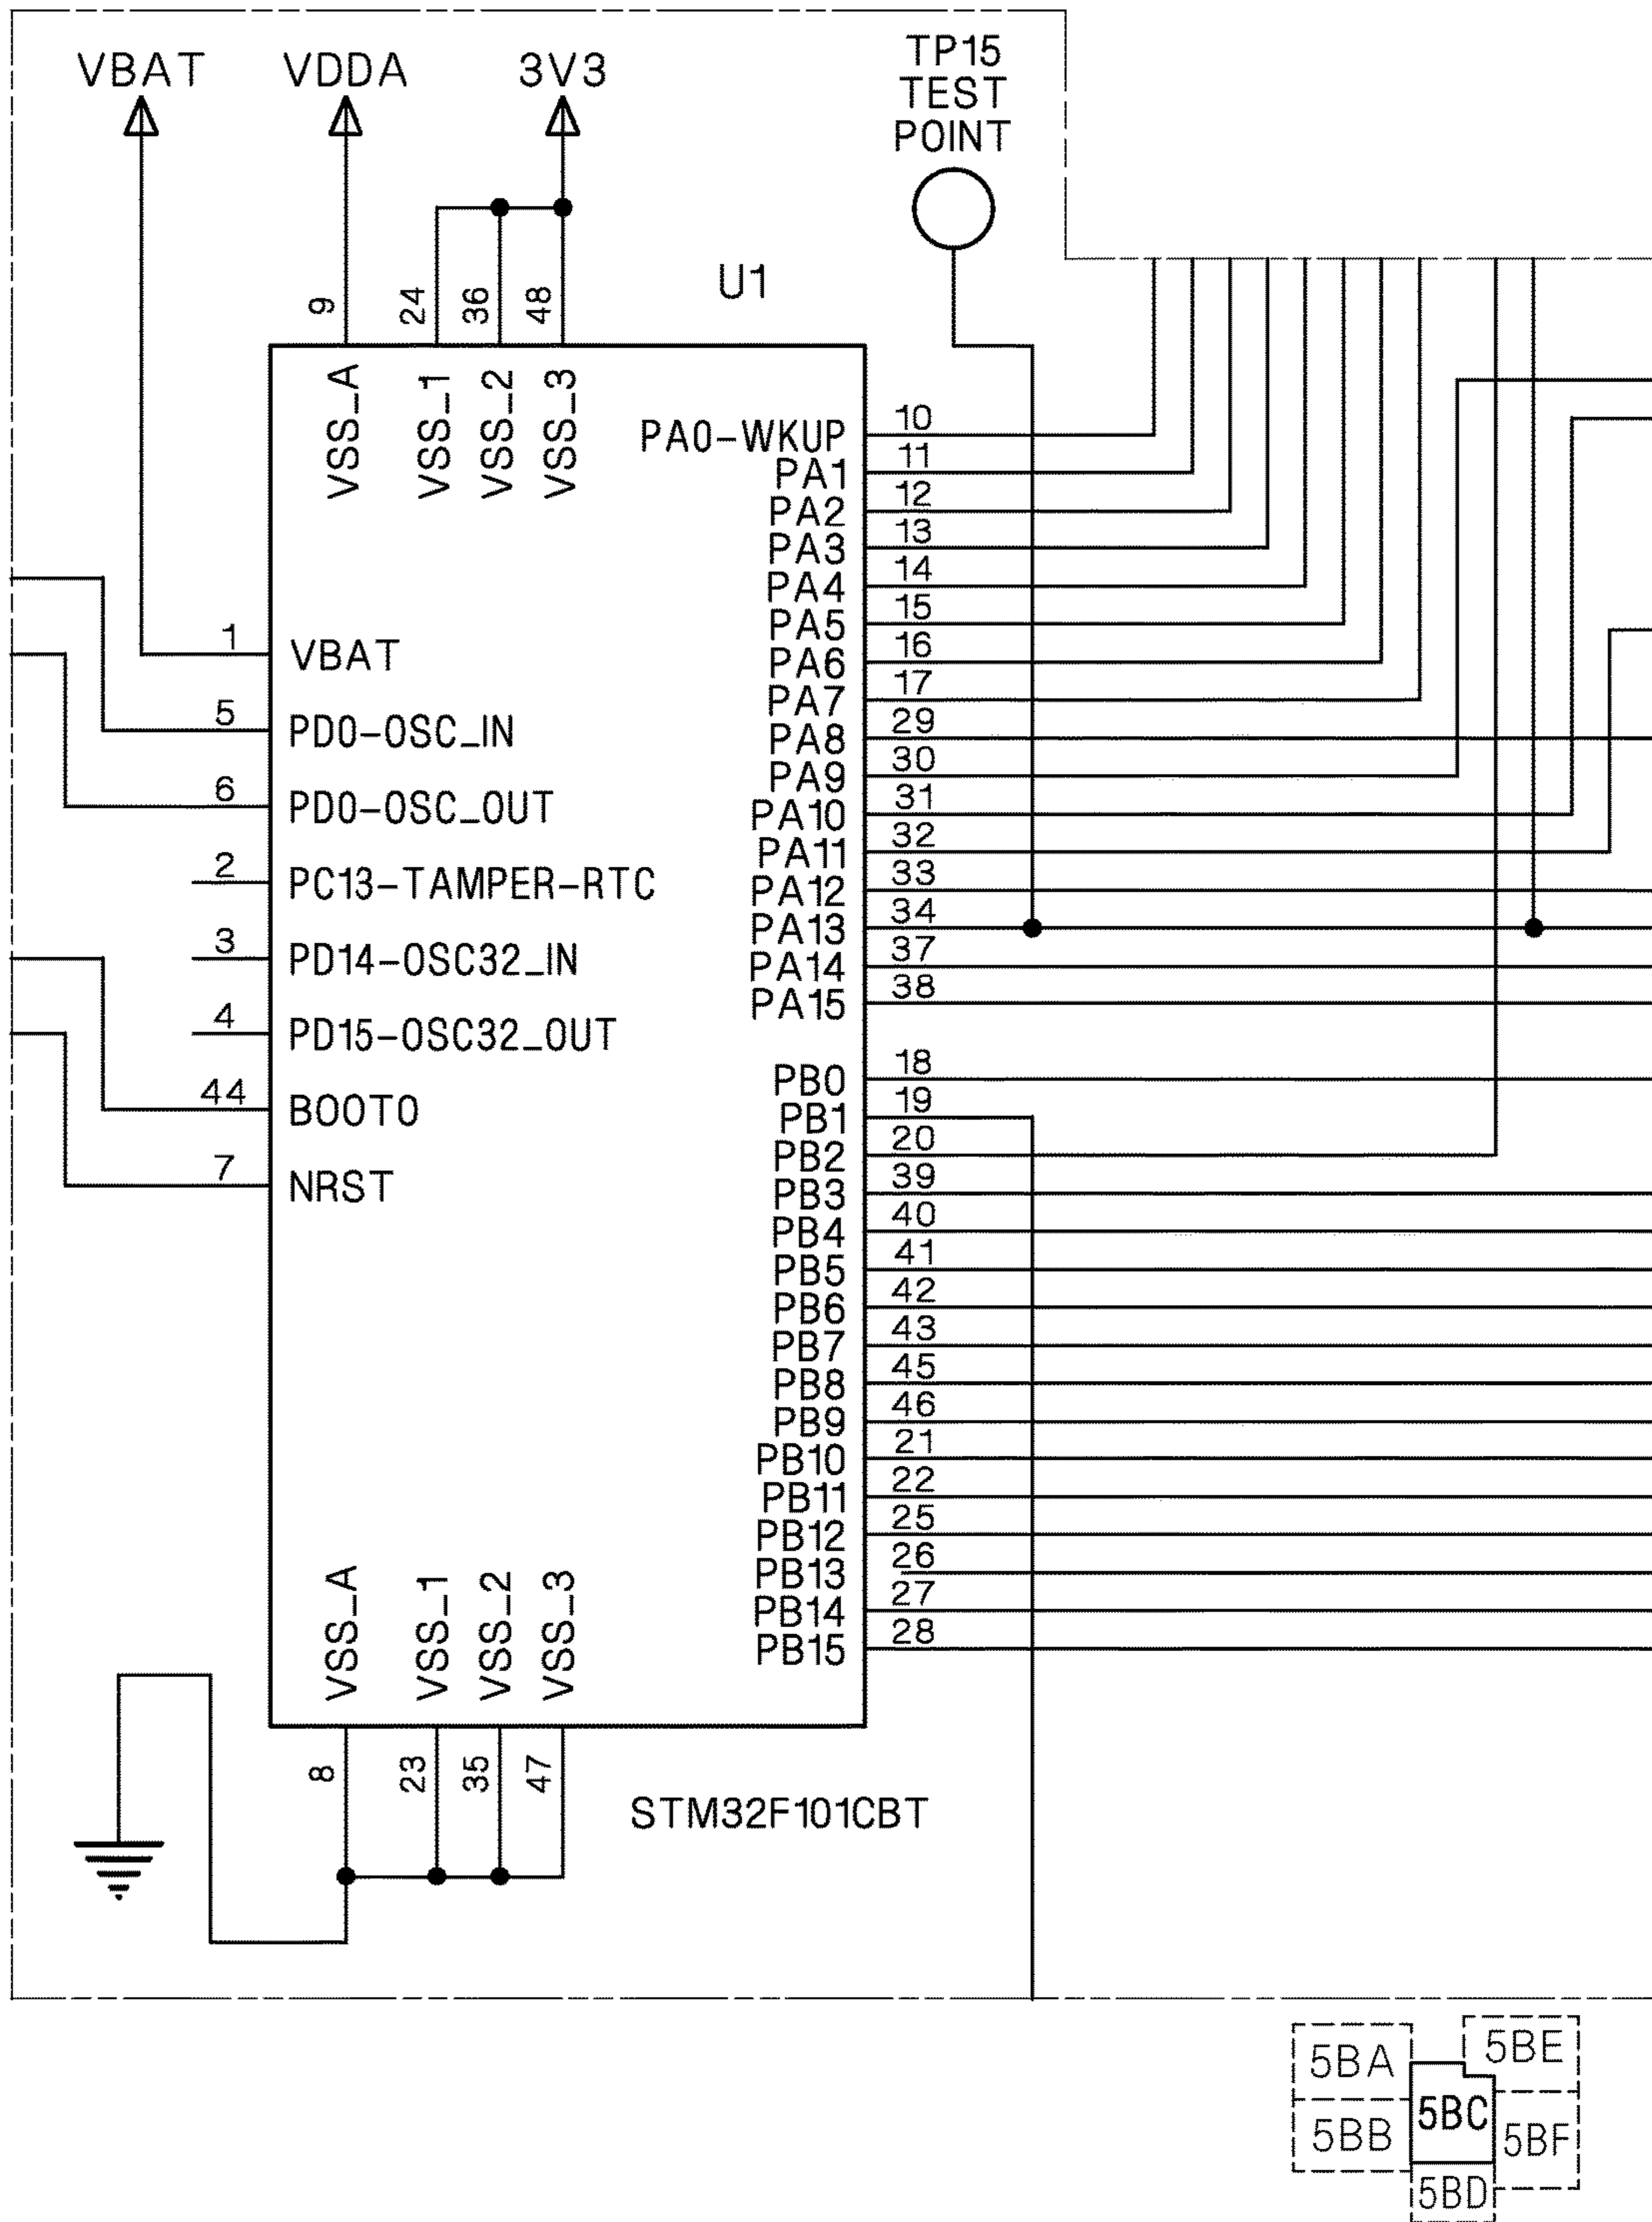 VBAT VDDA 3V3
TP15
TEST
POINT
U1
9 24 36 48
VSS_A VSS_1 VSS_2 VSS_3
1 VBAT
5 PD0-OSC_IN
6 PD0-OSC_OUT
2 PC13-TAMPER-RTC
3 PD14-OSC32_IN
4 PD15-OSC32_OUT
44 BOOT0
7 NRST
PA0-WKUP 10
PA1 11
PA2 12
PA3 13
PA4 14
PA5 15
PA6 16
PA7 17
PA8 29
PA9 30
PA10 31
PA11 32
PA12 33
PA13 34
PA14 37
PA15 38
PB0 18
PB1 19
PB2 20
PB3 39
PB4 40
PB5 41
PB6 42
PB7 43
PB8 45
PB9 46
PB10 21
PB11 22
PB12 25
PB13 26
PB14 27
PB15 28
VSS_A VSS_1 VSS_2 VSS_3
8 23 35 47
STM32F101CBT
5BA 5BE
5BC
5BB 5BF
5BD